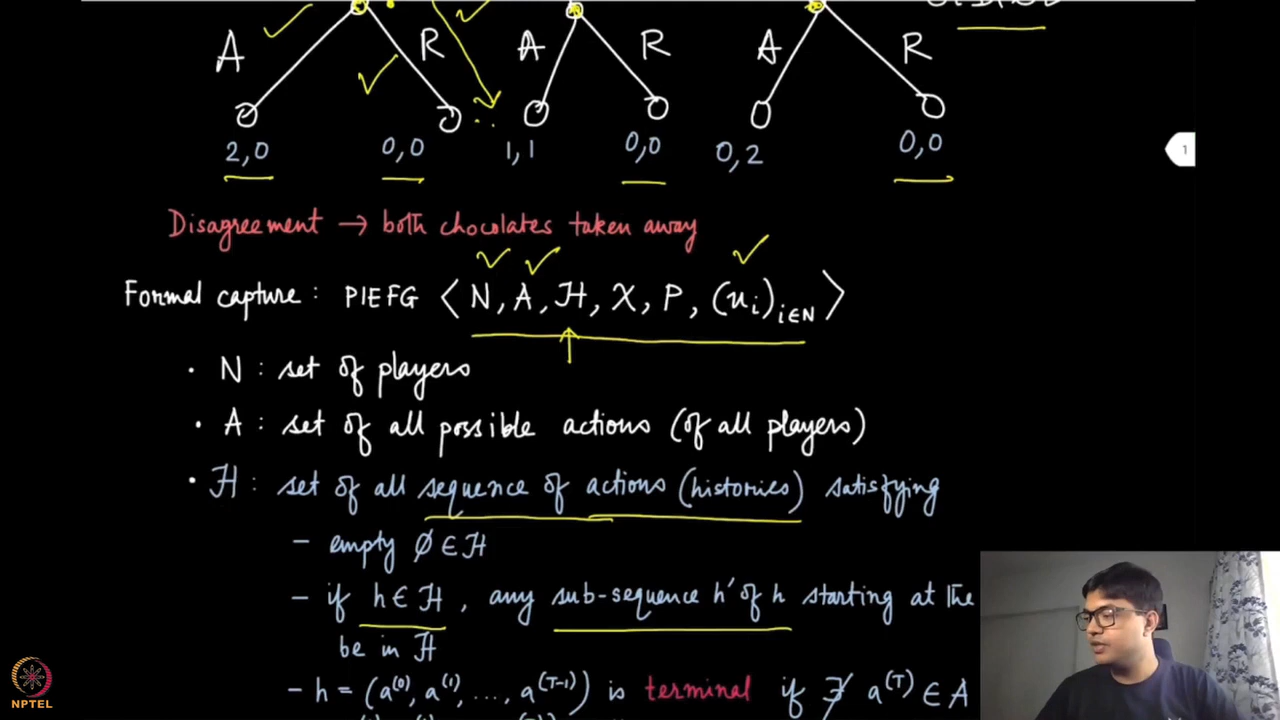 A R A R A R
2,0 0,0 1,1 0,0 0,2 0,0
1
Disagreement → both chocolates taken away
Formal capture: PIEFG ⟨N, A, ℋ, X, P, (u_i)_{i∈N}⟩
· N : set of players
· A : set of all possible actions (of all players)
· ℋ : set of all sequence of actions (histories) satisfying
– empty ∅ ∈ ℋ
– if h ∈ ℋ, any sub-sequence h' of h starting at the
be in ℋ
– h = (a^(0), a^(1), ..., a^(T-1)) is terminal if ∄ a^(T) ∈ A
NPTEL